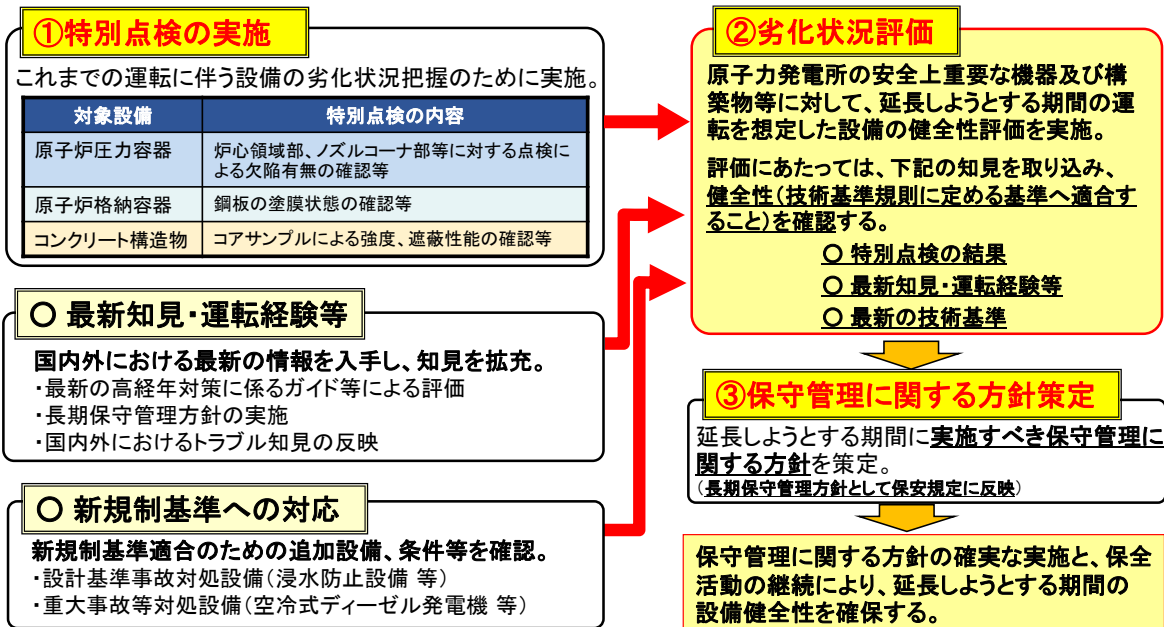 ①特別点検の実施
これまでの運転に伴う設備の劣化状況把握のために実施。
対象設備 特別点検の内容
原子炉圧力容器 炉心領域部、ノズルコーナ部等に対する点検に
よる欠陥有無の確認等
原子炉格納容器 鋼板の塗膜状態の確認等
コンクリート構造物 コアサンプルによる強度、遮蔽性能の確認等
〇 最新知見・運転経験等
国内外における最新の情報を入手し、知見を拡充。
・最新の高経年対策に係るガイド等による評価
・長期保守管理方針の実施
・国内外におけるトラブル知見の反映
〇 新規制基準への対応
新規制基準適合のための追加設備、条件等を確認。
・設計基準事故対処設備(浸水防止設備 等)
・重大事故等対処設備(空冷式ディーゼル発電機 等)
②劣化状況評価
原子力発電所の安全上重要な機器及び構
築物等に対して、延長しようとする期間の運
転を想定した設備の健全性評価を実施。
評価にあたっては、下記の知見を取り込み、
健全性(技術基準規則に定める基準へ適合す
ること)を確認する。
〇 特別点検の結果
〇 最新知見・運転経験等
〇 最新の技術基準
③保守管理に関する方針策定
延長しようとする期間に実施すべき保守管理に
関する方針を策定。
(長期保守管理方針として保安規定に反映)
保守管理に関する方針の確実な実施と、保全
活動の継続により、延長しようとする期間の
設備健全性を確保する。